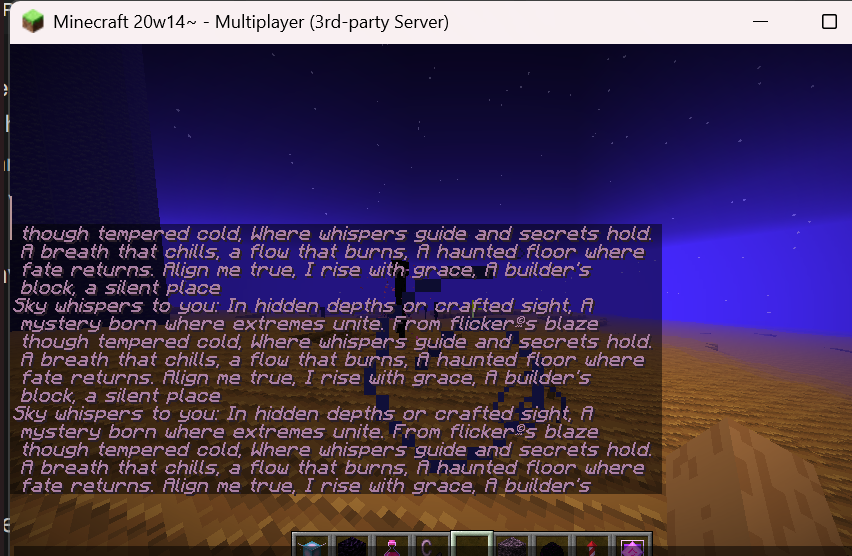 Minecraft 20w14~ - Multiplayer (3rd-party Server)
though tempered cold, Where whispers guide and secrets hold.
A breath that chills, a flow that burns, A haunted floor where
fate returns. Align me true, I rise with grace, A builder's
block, a silent place
Sky whispers to you: In hidden depths or crafted sight, A
mystery born where extremes unite. From flicker©s blaze
though tempered cold, Where whispers guide and secrets hold.
A breath that chills, a flow that burns, A haunted floor where
fate returns. Align me true, I rise with grace, A builder's
block, a silent place
Sky whispers to you: In hidden depths or crafted sight, A
mystery born where extremes unite. From flicker©s blaze
though tempered cold, Where whispers guide and secrets hold.
A breath that chills, a flow that burns, A haunted floor where
fate returns. Align me true, I rise with grace, A builder's